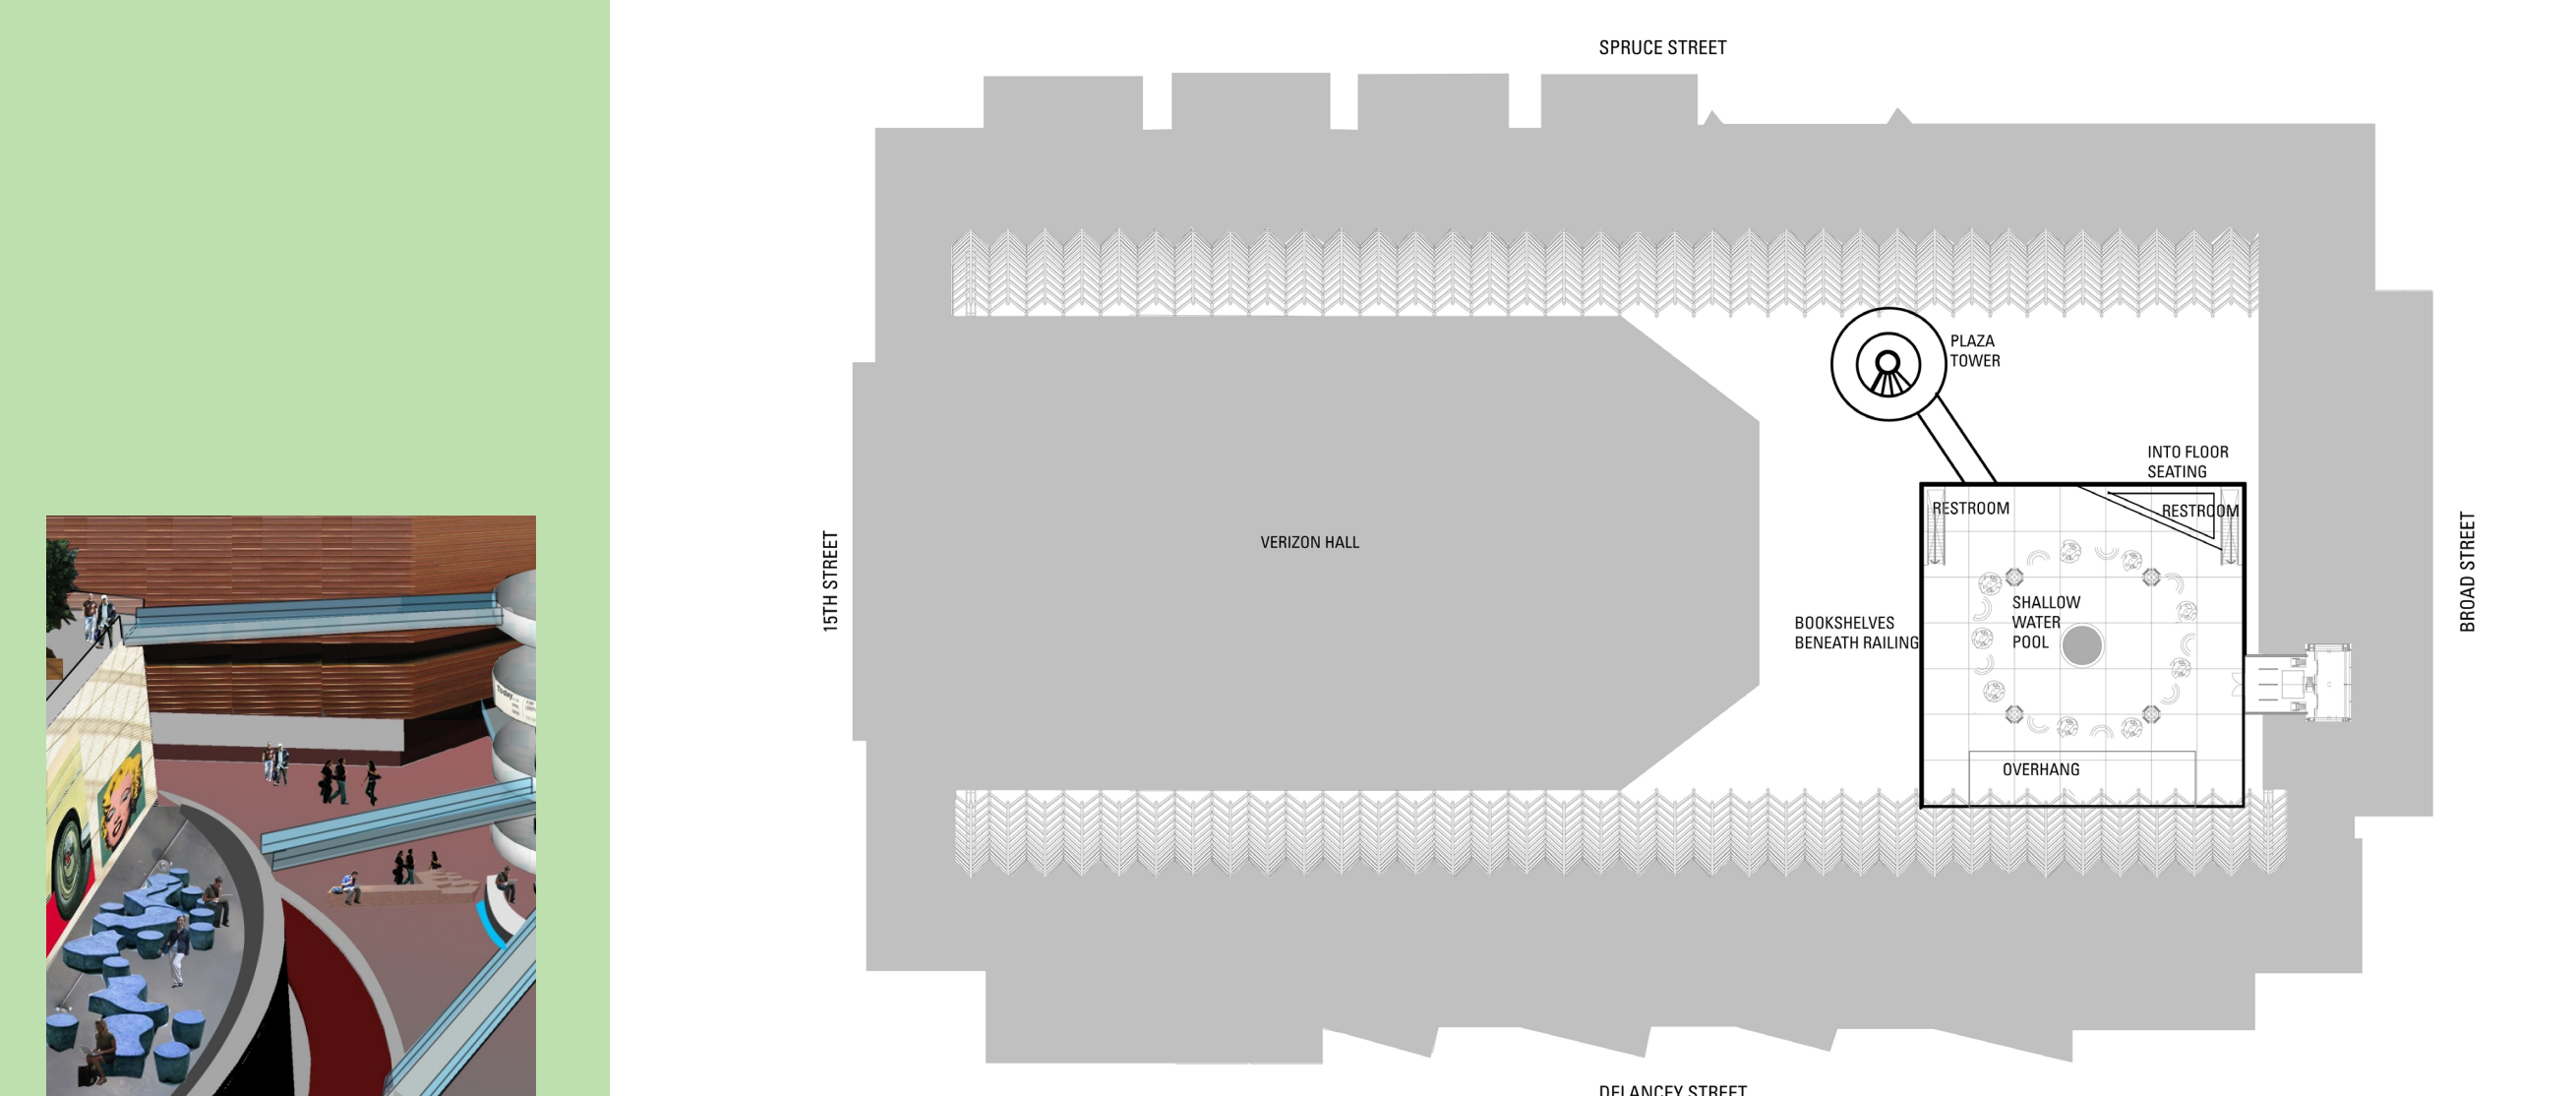 SPRUCE STREET
PLAZA
TOWER
INTO FLOOR
SEATING
RESTROOM
RESTROOM
VERIZON HALL
15TH STREET
BROAD STREET
SHALLOW
WATER
POOL
BOOKSHELVES
BENEATH RAILING
OVERHANG
DELANCEY STREET
Today